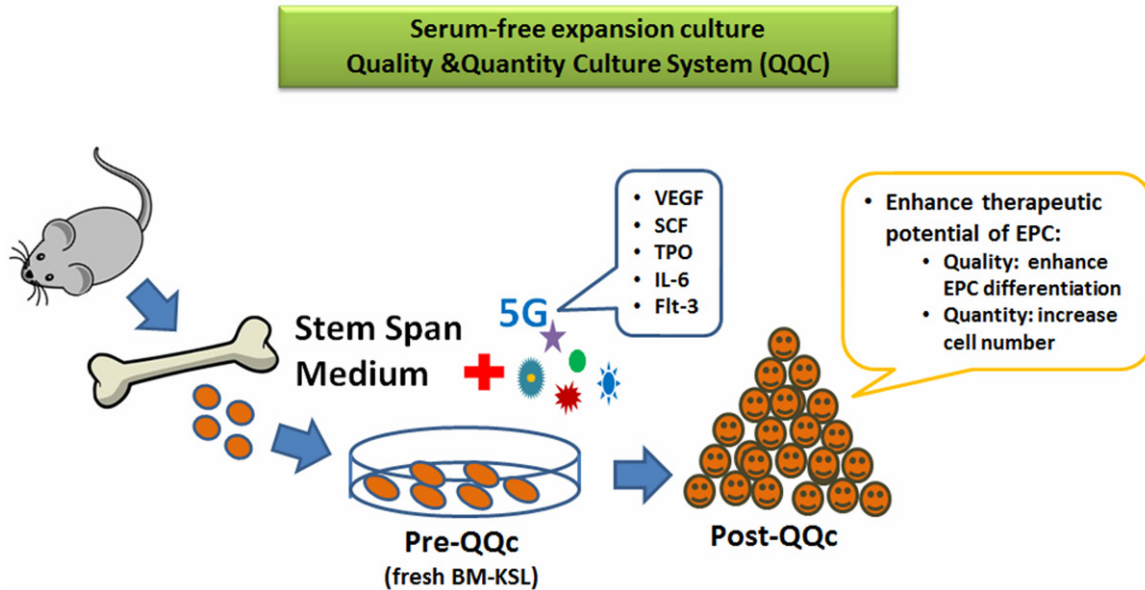 Serum-free expansion culture
Quality &Quantity Culture System (QQC)
• VEGF
• SCF
• TPO
• IL-6
• Flt-3
• Enhance therapeutic
potential of EPC:
• Quality: enhance
EPC differentiation
• Quantity: increase
cell number
5G
Stem Span
Medium
Pre-QQc
(fresh BM-KSL)
Post-QQc